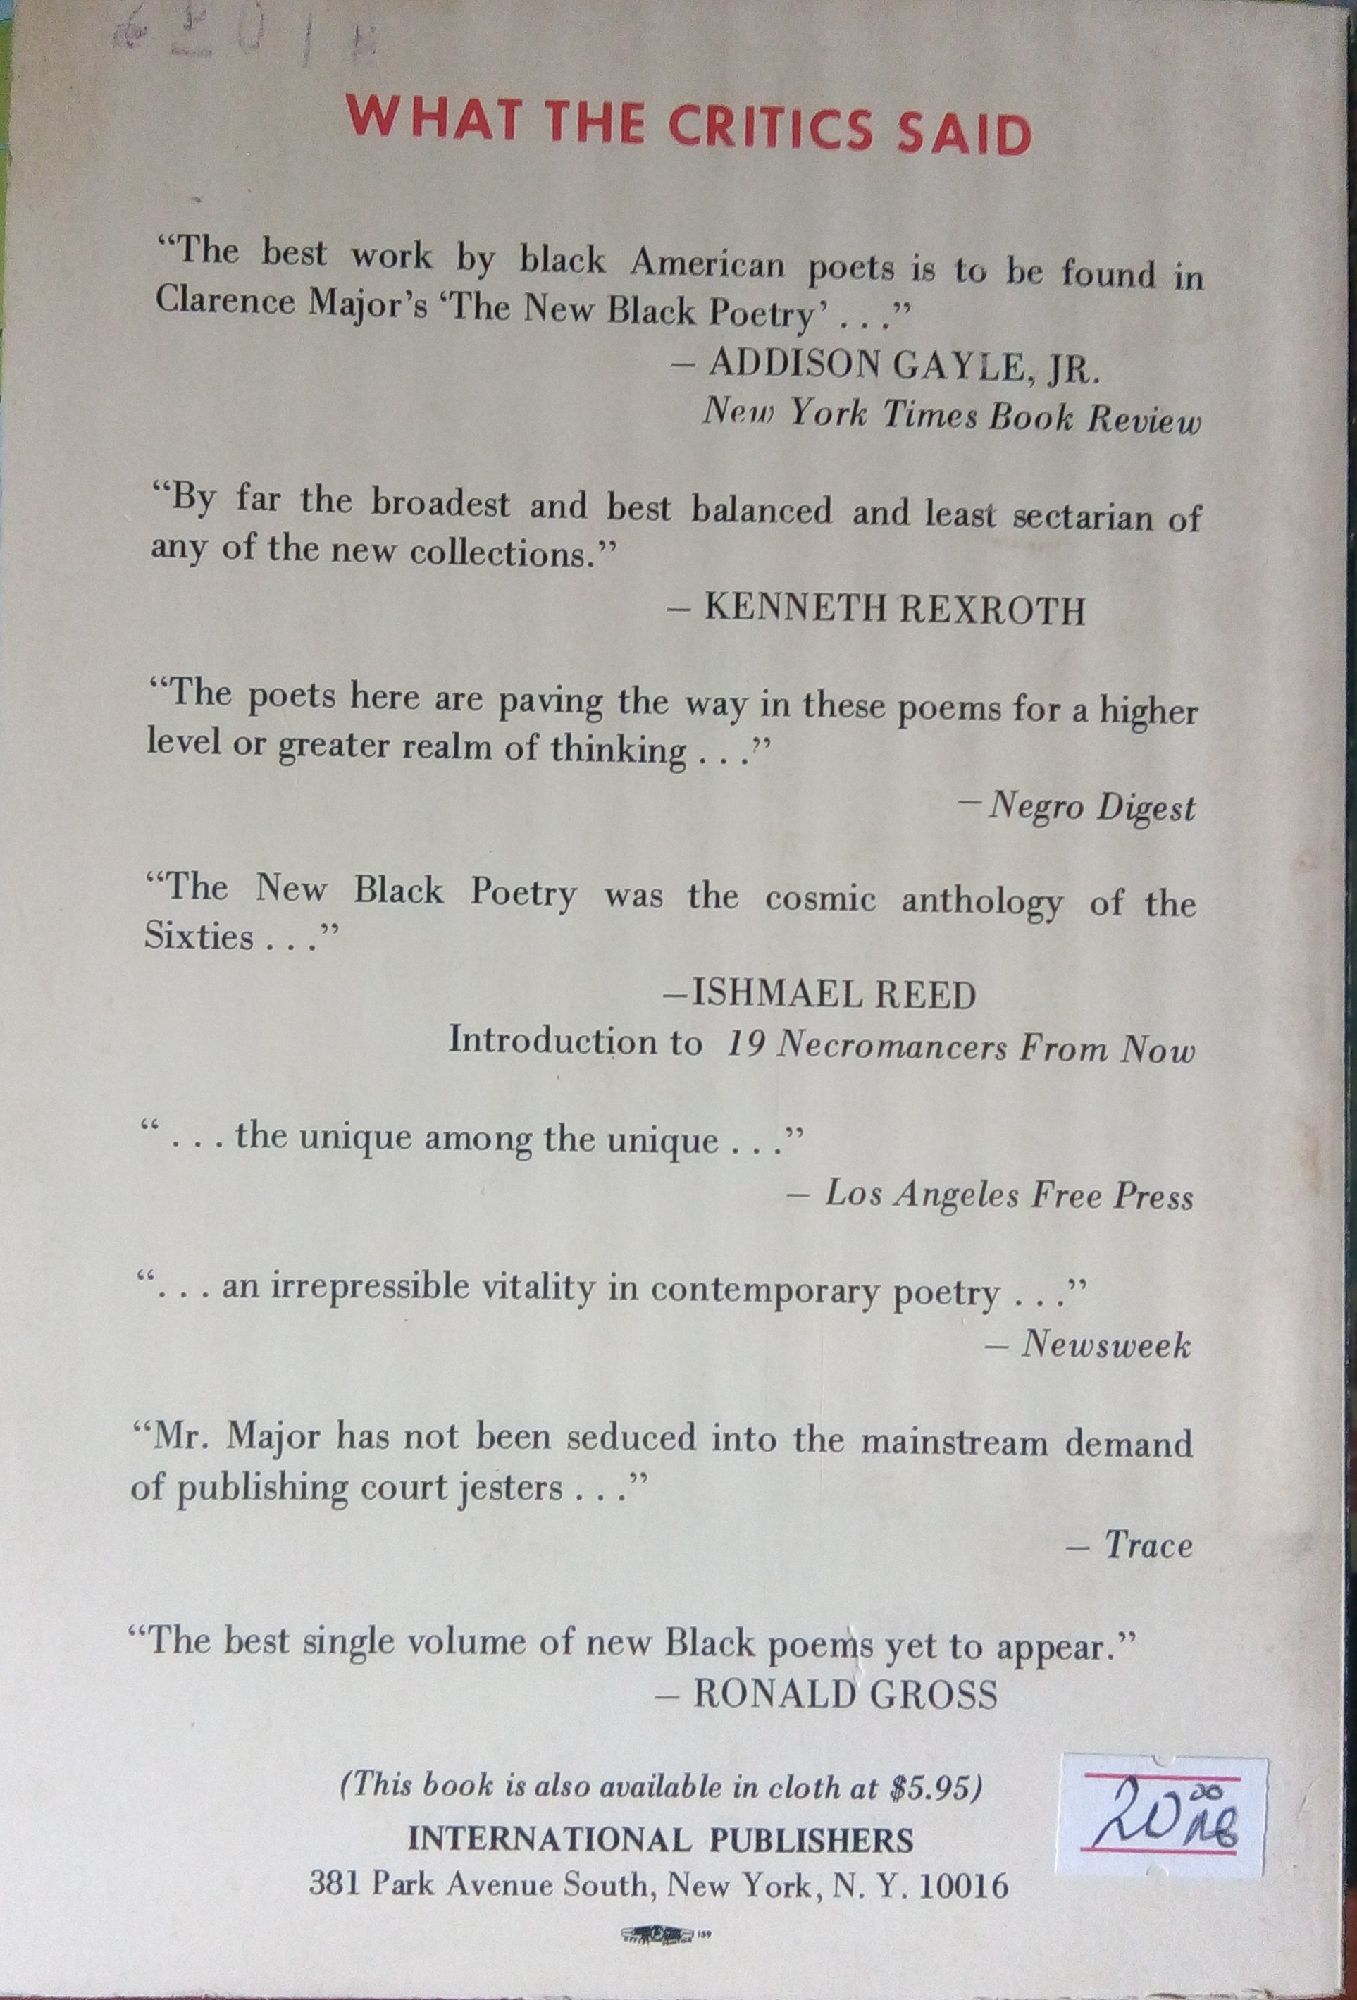 WHAT THE CRITICS SAID
“The best work by black American poets is to be found in
Clarence Major’s ‘The New Black Poetry’ . . .”
— ADDISON GAYLE, JR.
New York Times Book Review
“By far the broadest and best balanced and least sectarian of
any of the new collections.”
— KENNETH REXROTH
“The poets here are paving the way in these poems for a higher
level or greater realm of thinking . . .”
— Negro Digest
“The New Black Poetry was the cosmic anthology of the
Sixties . . .”
—ISHMAEL REED
Introduction to 19 Necromancers From Now
“ . . . the unique among the unique . . .”
— Los Angeles Free Press
“. . . an irrepressible vitality in contemporary poetry . . .”
— Newsweek
“Mr. Major has not been seduced into the mainstream demand
of publishing court jesters . . .”
— Trace
“The best single volume of new Black poems yet to appear.”
— RONALD GROSS
(This book is also available in cloth at $5.95)
INTERNATIONAL PUBLISHERS
381 Park Avenue South, New York, N. Y. 10016
159
20 00 лв